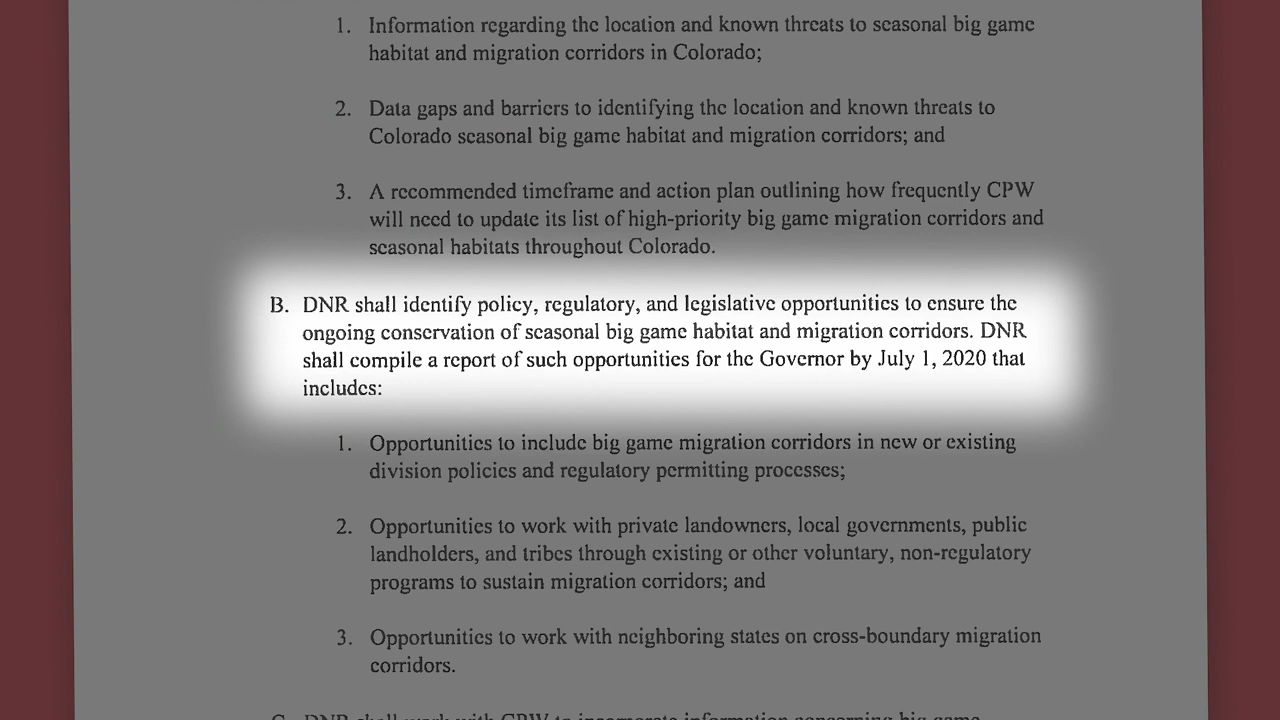 1. Information regarding the location and known threats to seasonal big game
habitat and migration corridors in Colorado;
2. Data gaps and barriers to identifying the location and known threats to
Colorado seasonal big game habitat and migration corridors; and
3. A recommended timeframe and action plan outlining how frequently CPW
will need to update its list of high-priority big game migration corridors and
seasonal habitats throughout Colorado.
B. DNR shall identify policy, regulatory, and legislative opportunities to ensure the
ongoing conservation of seasonal big game habitat and migration corridors. DNR
shall compile a report of such opportunities for the Governor by July 1, 2020 that
includes:
1. Opportunities to include big game migration corridors in new or existing
division policies and regulatory permitting processes;
2. Opportunities to work with private landowners, local governments, public
landholders, and tribes through existing or other voluntary, non-regulatory
programs to sustain migration corridors; and
3. Opportunities to work with neighboring states on cross-boundary migration
corridors.
C. DNR shall work with CPW to incorporate information concerning big game